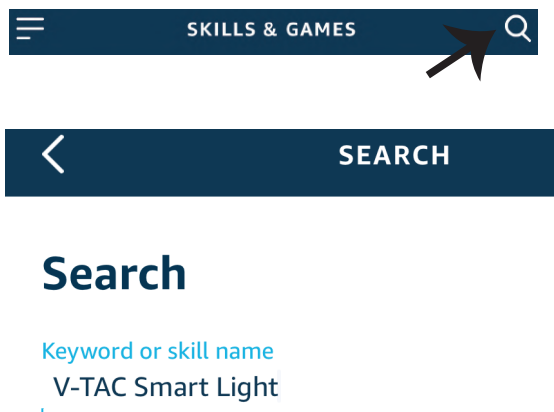 SKILLS & GAMES
SEARCH
Search
Keyword or skill name
V-TAC Smart Light